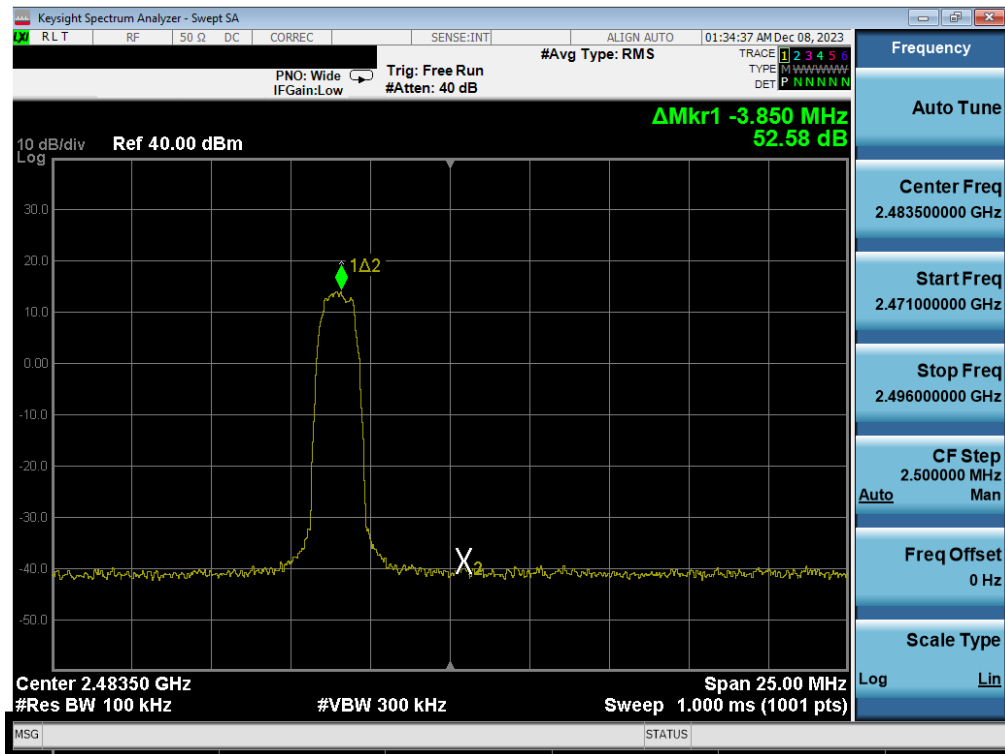 Keysight Spectrum Analyzer - Swept SA
LXI RLT RF 50 Ω DC CORREC SENSE:INT ALIGN AUTO 01:34:37 AM Dec 08, 2023
#Avg Type: RMS
TRACE 1 2 3 4 5 6
TYPE M WWWWW
DET P N N N N N
PNO: Wide Trig: Free Run
IFGain:Low #Atten: 40 dB
ΔMkr1 -3.850 MHz
52.58 dB
10 dB/div Ref 40.00 dBm
Log
30.0
20.0
10.0
0.00
-10.0
-20.0
-30.0
-40.0
-50.0
1Δ2
X2
Center 2.48350 GHz Span 25.00 MHz
#Res BW 100 kHz #VBW 300 kHz Sweep 1.000 ms (1001 pts)
MSG STATUS
Frequency
Auto Tune
Center Freq
2.483500000 GHz
Start Freq
2.471000000 GHz
Stop Freq
2.496000000 GHz
CF Step
2.500000 MHz
Auto Man
Freq Offset
0 Hz
Scale Type
Log Lin